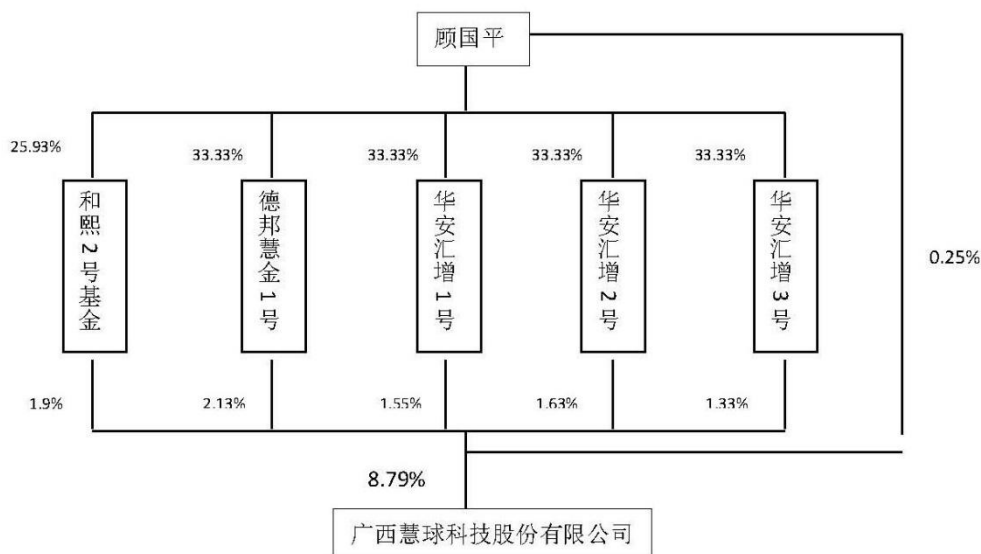 顾国平
25.93%
33.33%
33.33%
33.33%
33.33%
和熙2号基金
德邦慧金1号
华安汇增1号
华安汇增2号
华安汇增3号
0.25%
1.9%
2.13%
1.55%
1.63%
1.33%
8.79%
广西慧球科技股份有限公司